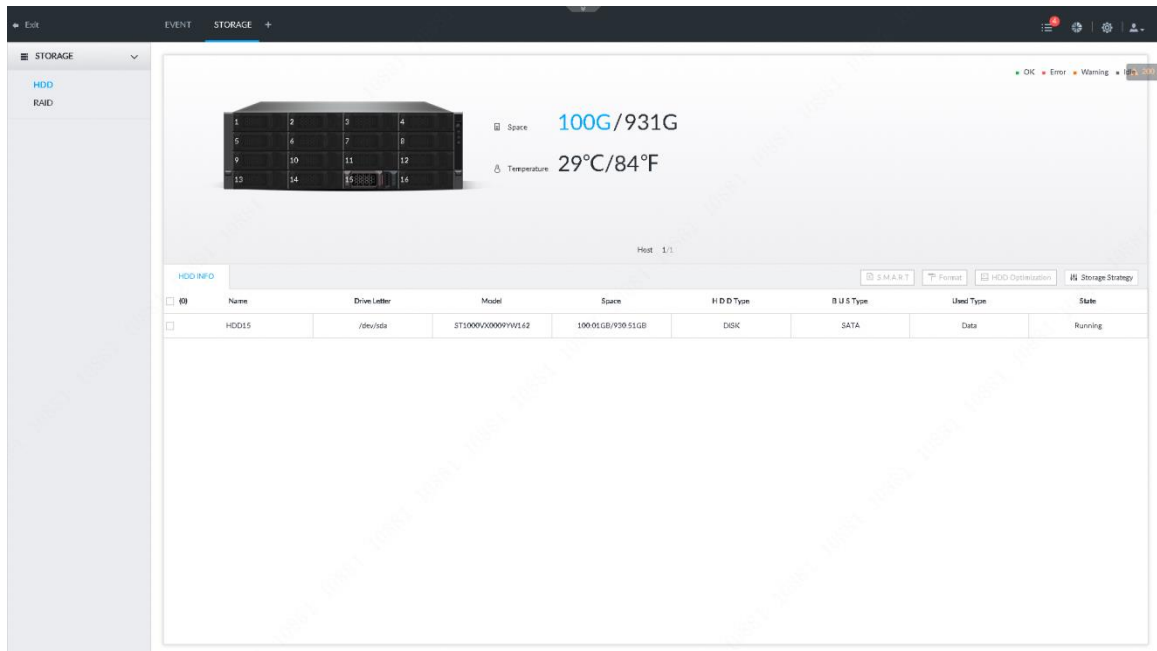 Exit EVENT STORAGE + 4
STORAGE
HDD
RAID
OK Error Warning
1 2 3 4
5 6 7 8
9 10 11 12
13 14 15 16
Space 100G/931G
Temperature 29°C/84°F
Host 1/1
HDD INFO S.M.A.R.T Format HDD Optimization Storage Strategy
(0) Name Drive Letter Model Space H D D Type B U S Type Used Type State
HDD15 /dev/sda ST1000VX0009YW162 100.01GB/930.51GB DISK SATA Data Running